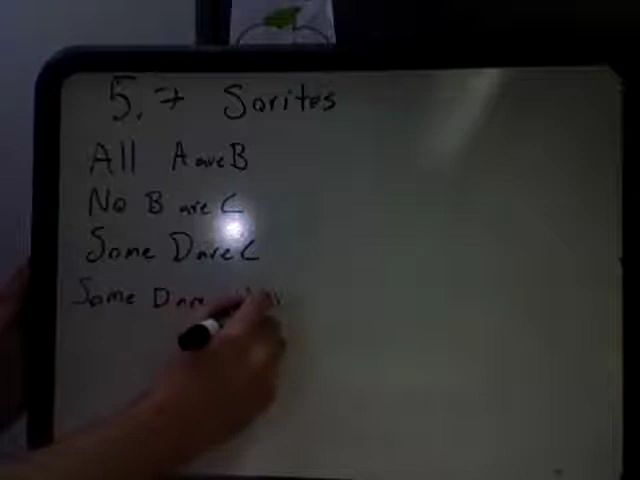 5.7 Sorites
All A are B
No B are C
Some D are C
Some D are